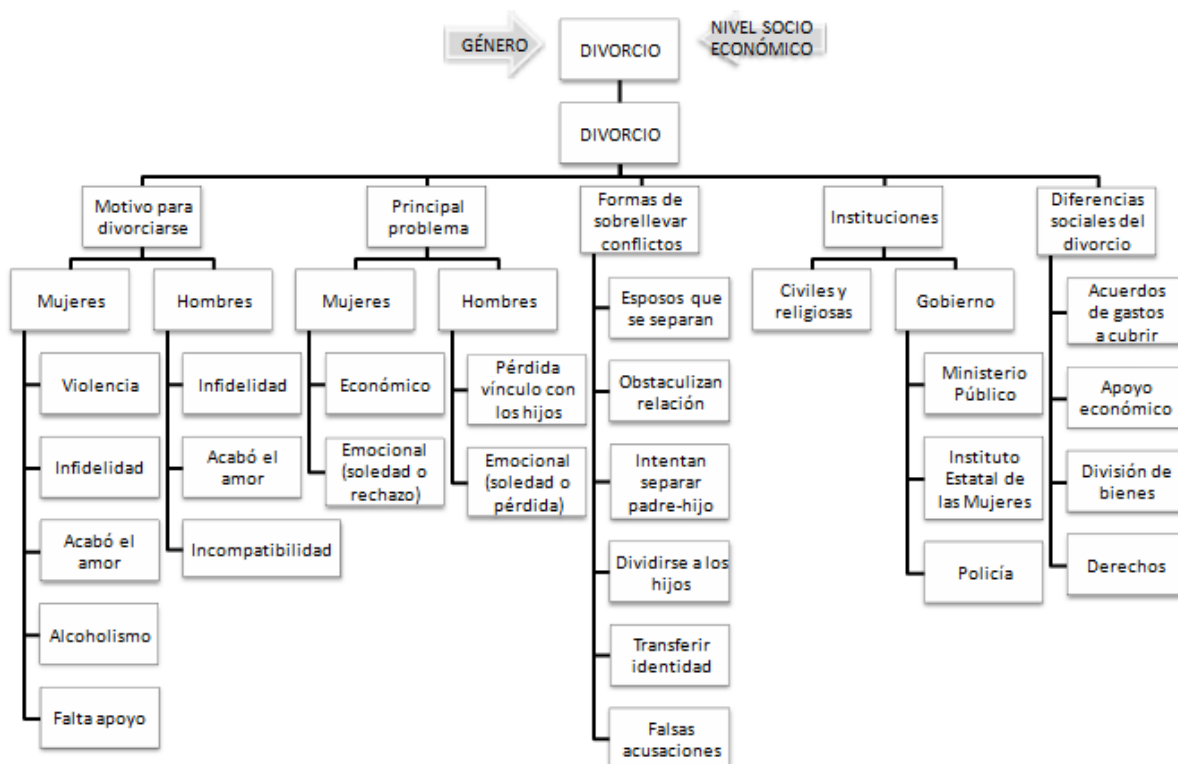 GÉNERO
DIVORCIO
NIVEL SOCIO
ECONÓMICO
DIVORCIO
Motivo para
divorciarse
Principal
problema
Formas de
sobrellevar
conflictos
Instituciones
Diferencias
sociales del
divorcio
Mujeres
Hombres
Mujeres
Hombres
Civiles y
religiosas
Gobierno
Violencia
Infidelidad
Acabó el
amor
Alcoholismo
Falta apoyo
Infidelidad
Acabó el
amor
Incompatibilidad
Económico
Emocional
(soledad o
rechazo)
Pérdida
vínculo con
los hijos
Emocional
(soledad o
pérdida)
Esposos que
se separan
Obstaculizan
relación
Intentan
separar
padre-hijo
Dividirse a los
hijos
Transferir
identidad
Falsas
acusaciones
Ministerio
Público
Instituto
Estatal de
las Mujeres
Policía
Acuerdos
de gastos
a cubrir
Apoyo
económico
División de
bienes
Derechos